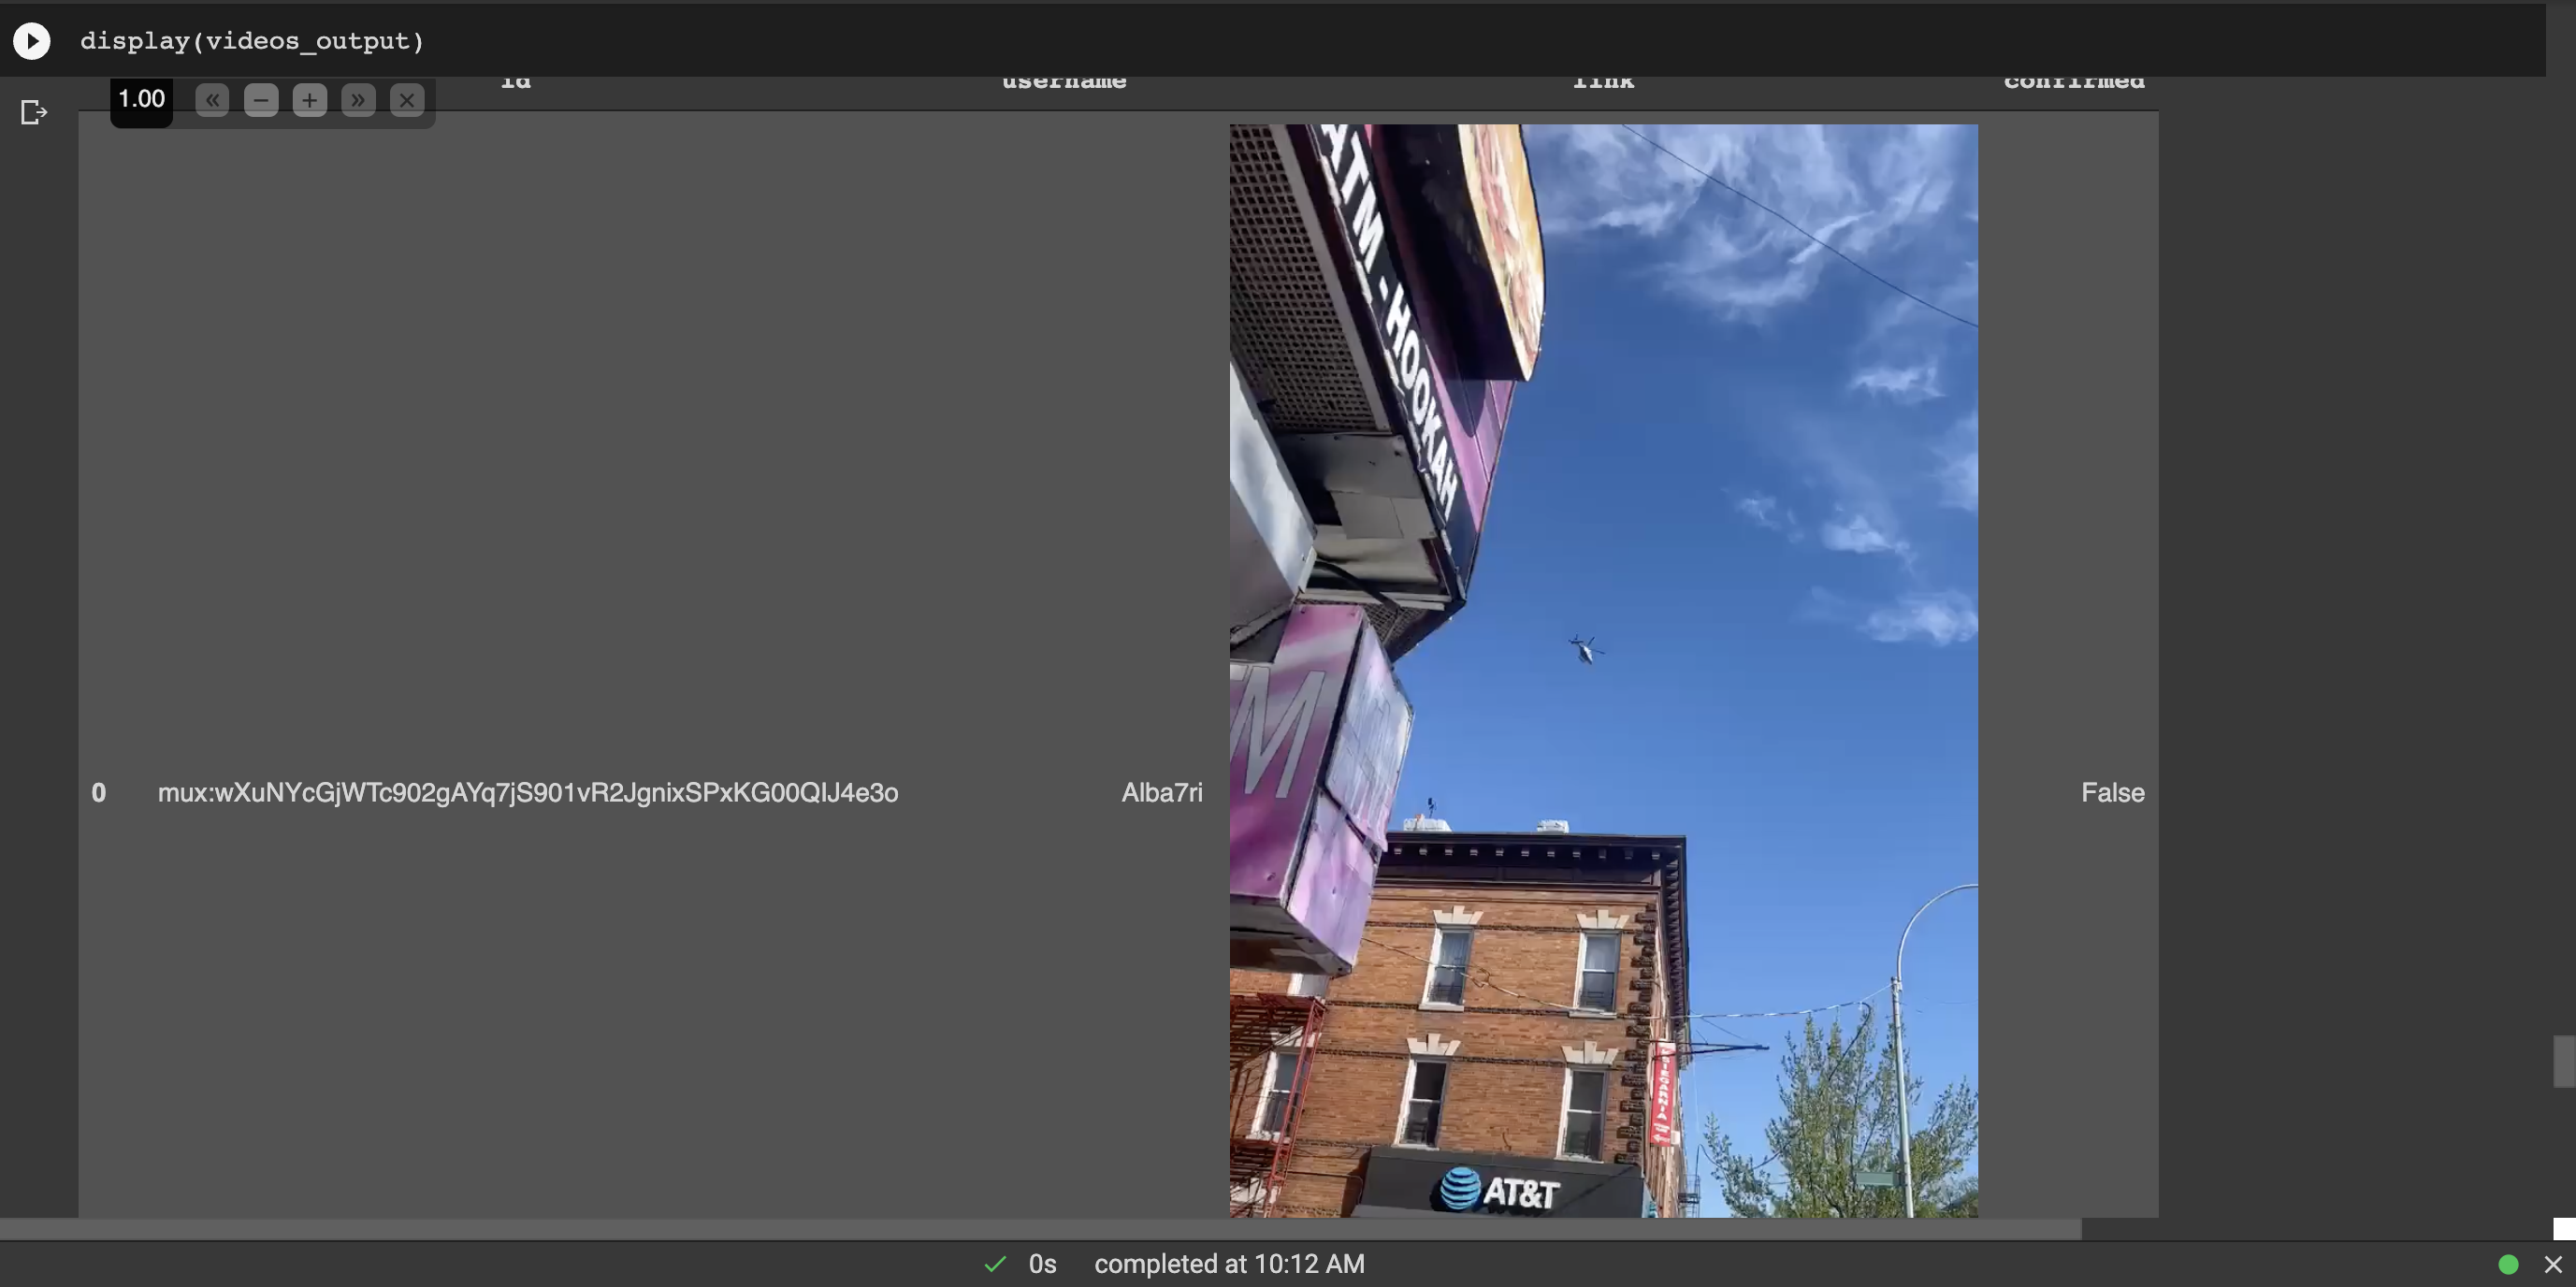 display(videos_output)
id username link confirmed
1.00
ATM · HOOKAH
0 mux:wXuNYcGjWTc902gAYq7jS901vR2JgnixSPxKG00QIJ4e3o Alba7ri False
AT&T
0s completed at 10:12 AM